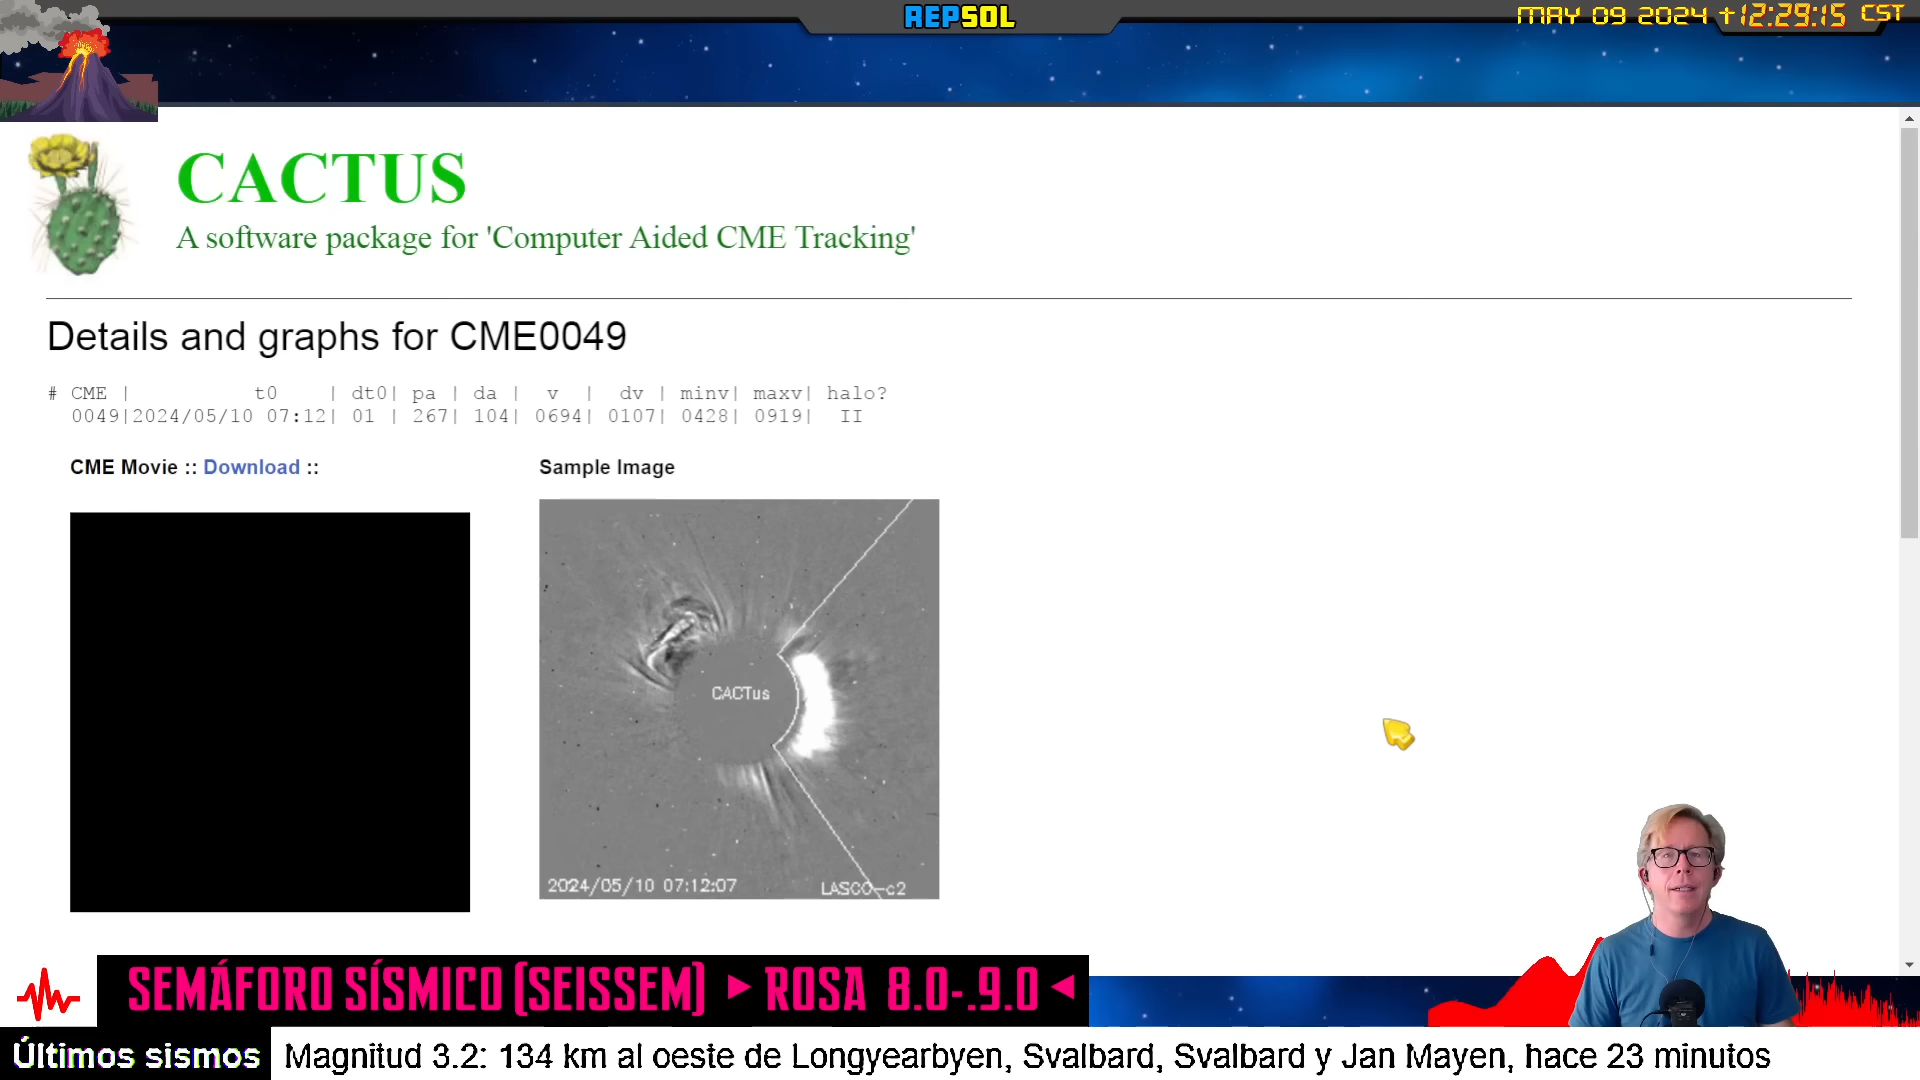 REPSOL
MAY 09 2024 +12:29:15 CST
CACTUS
A software package for 'Computer Aided CME Tracking'
Details and graphs for CME0049
# CME | t0 | dt0| pa | da | v | dv | minv| maxv| halo?
0049|2024/05/10 07:12| 01 | 267| 104| 0694| 0107| 0428| 0919| II
CME Movie :: Download ::
Sample Image
CACTus
2024/05/10 07:12:07
LASCO-c2
SEMÁFORO SÍSMICO (SEISSEM) ► ROSA 8.0-.9.0 ◄
Últimos sismos
Magnitud 3.2: 134 km al oeste de Longyearbyen, Svalbard, Svalbard y Jan Mayen, hace 23 minutos